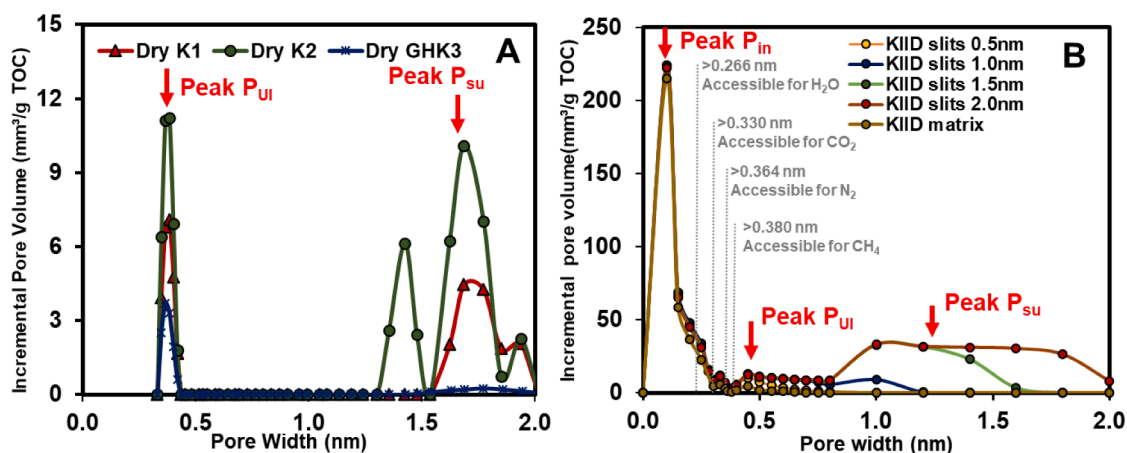 A
Dry K1
Dry K2
Dry GHK3
Peak PUI
Peak Psu
Incremental Pore Volume (mm³/g TOC)
15
12
9
6
3
0
0.0
0.5
1.0
1.5
2.0
Pore Width (nm)
B
Peak Pin
>0.266 nm
Accessible for H₂O
>0.330 nm
Accessible for CO₂
>0.364 nm
Accessible for N₂
>0.380 nm
Accessible for CH₄
KIID slits 0.5nm
KIID slits 1.0nm
KIID slits 1.5nm
KIID slits 2.0nm
KIID matrix
Peak PUI
Peak Psu
Incremental pore volume(mm³/g TOC)
250
200
150
100
50
0
0.0
0.5
1.0
1.5
2.0
Pore width (nm)